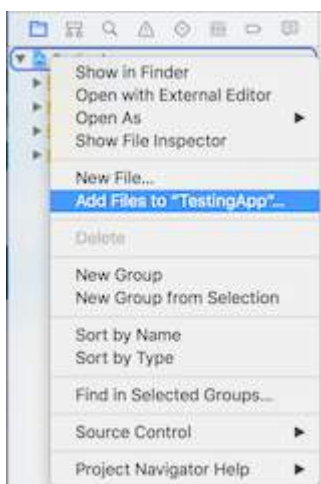 Show in Finder
Open with External Editor
Open As
Show File Inspector
New File...
Add Files to "TestingApp"...
Delete
New Group
New Group from Selection
Sort by Name
Sort by Type
Find in Selected Groups...
Source Control
Project Navigator Help